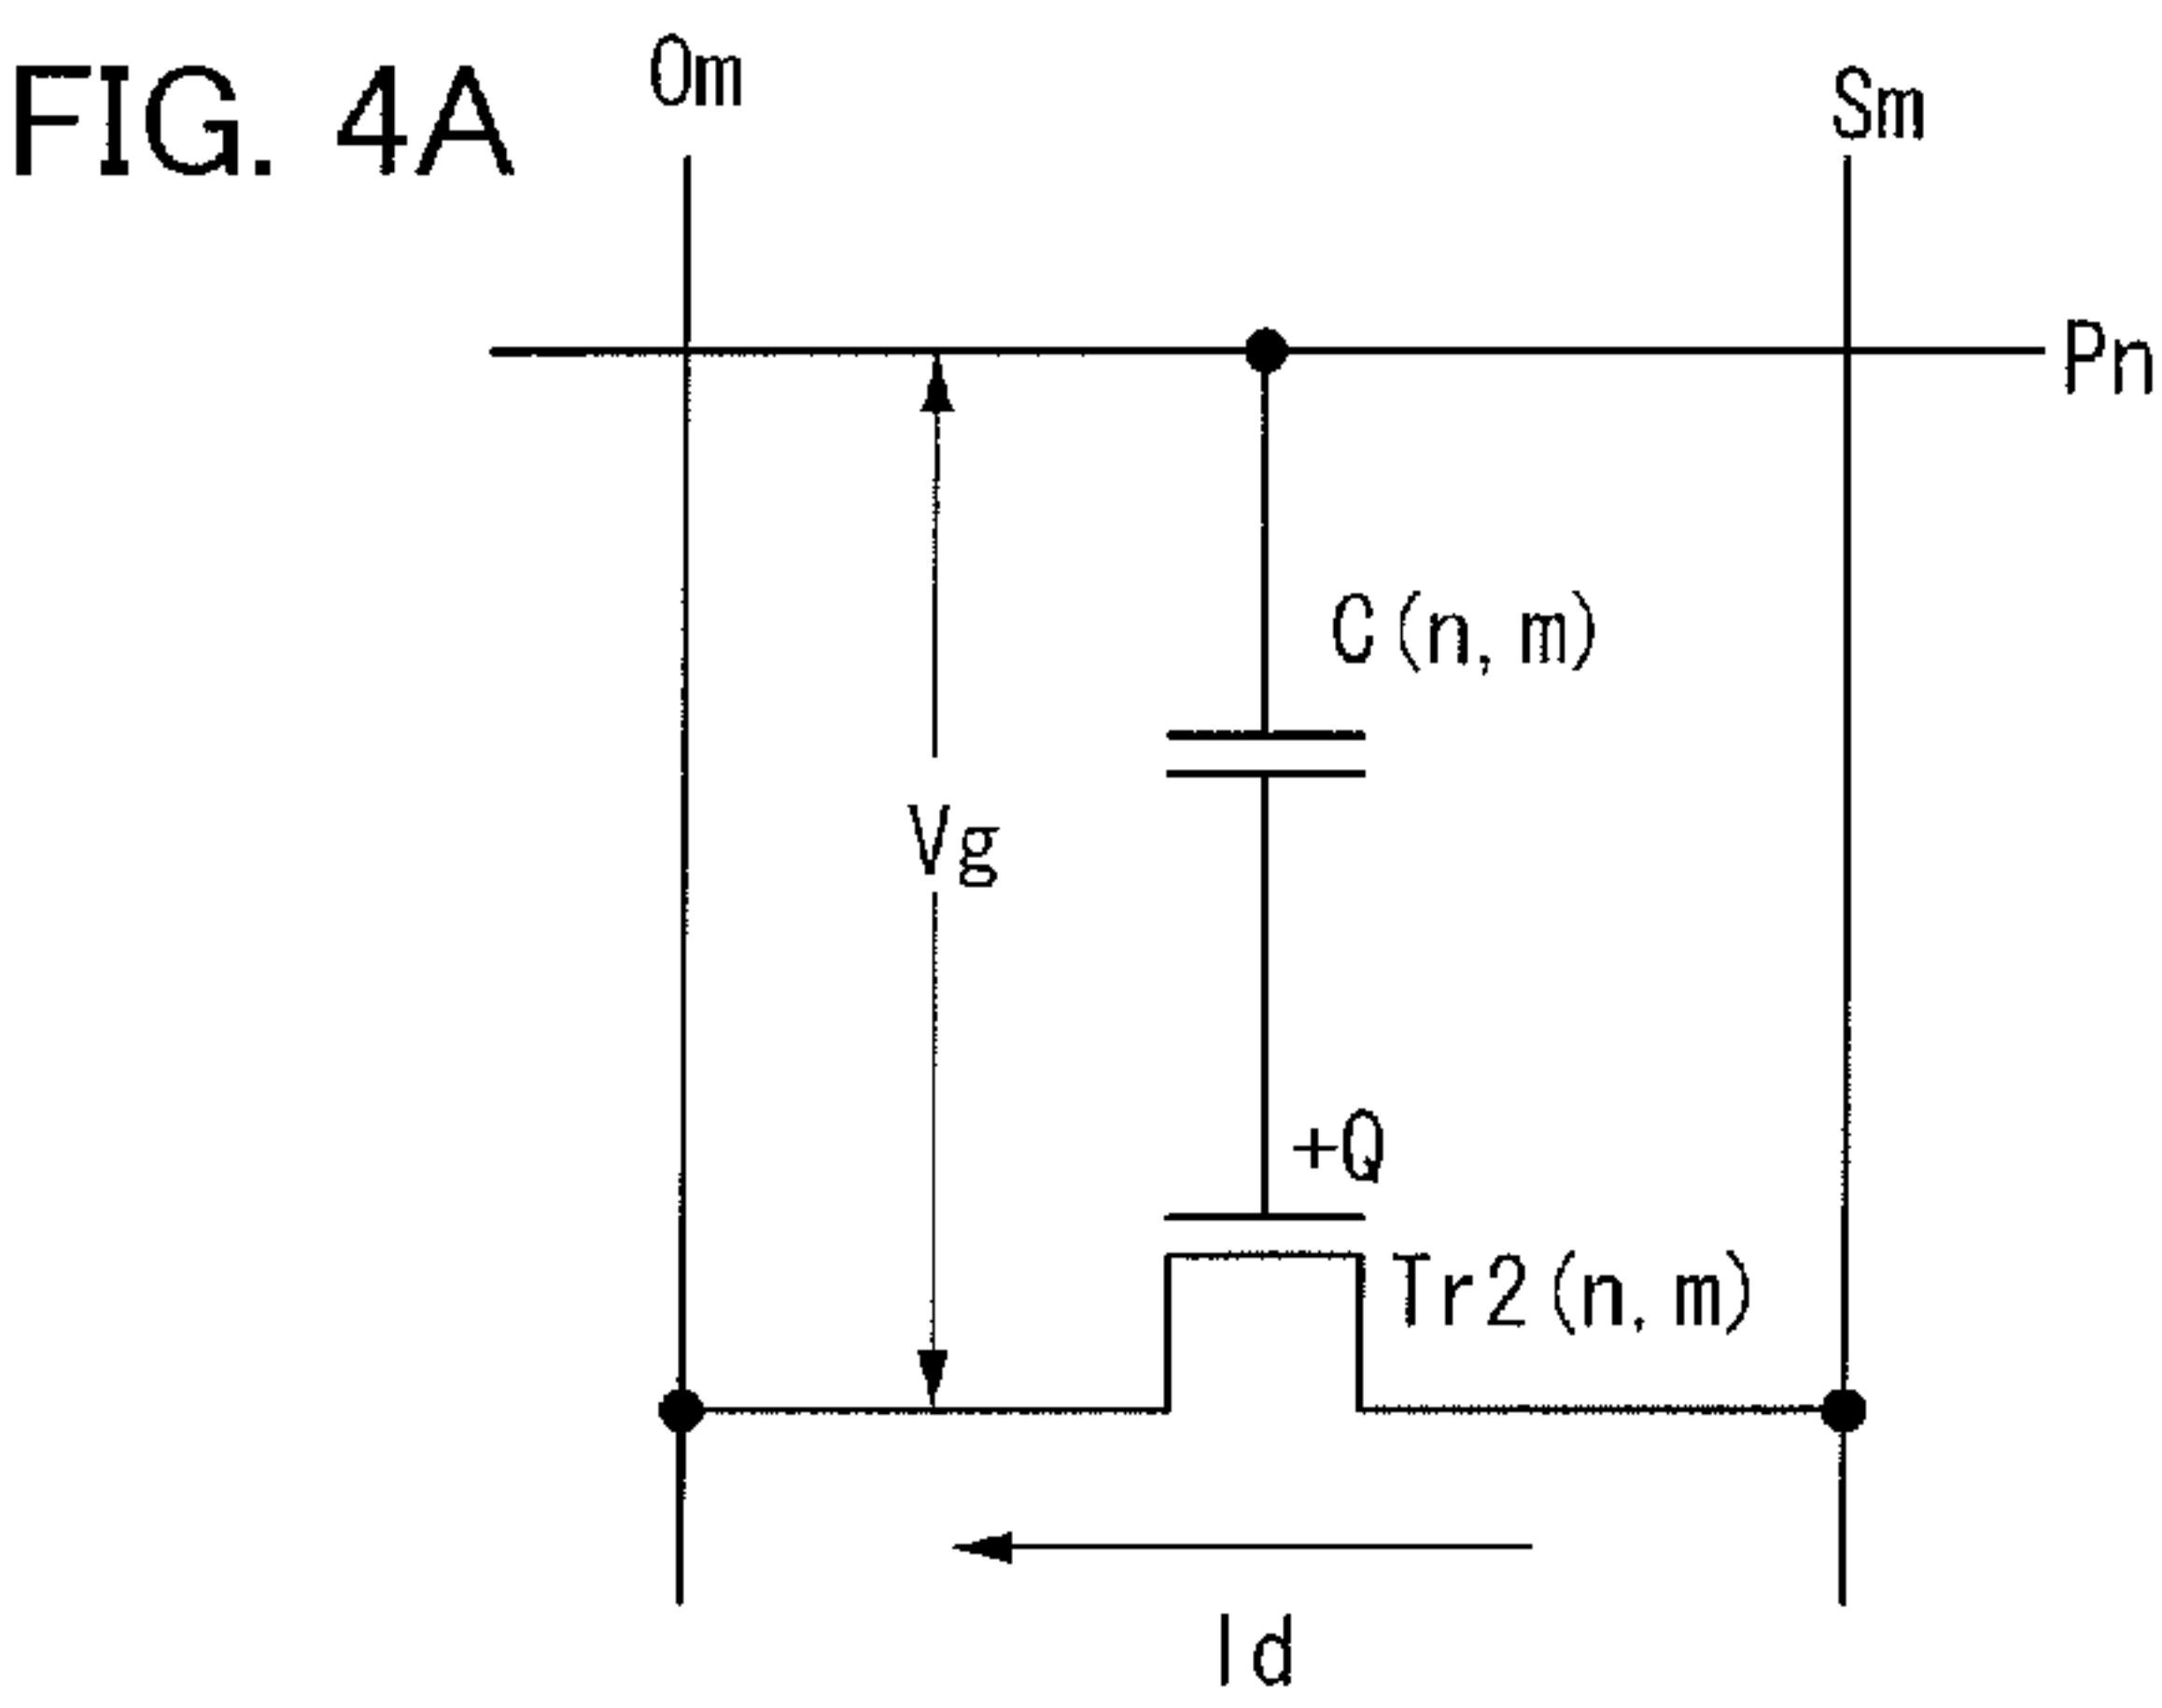 FIG. 4A
Om
Sm
Pn
C(n,m)
Vg
+Q
Tr2(n,m)
Id